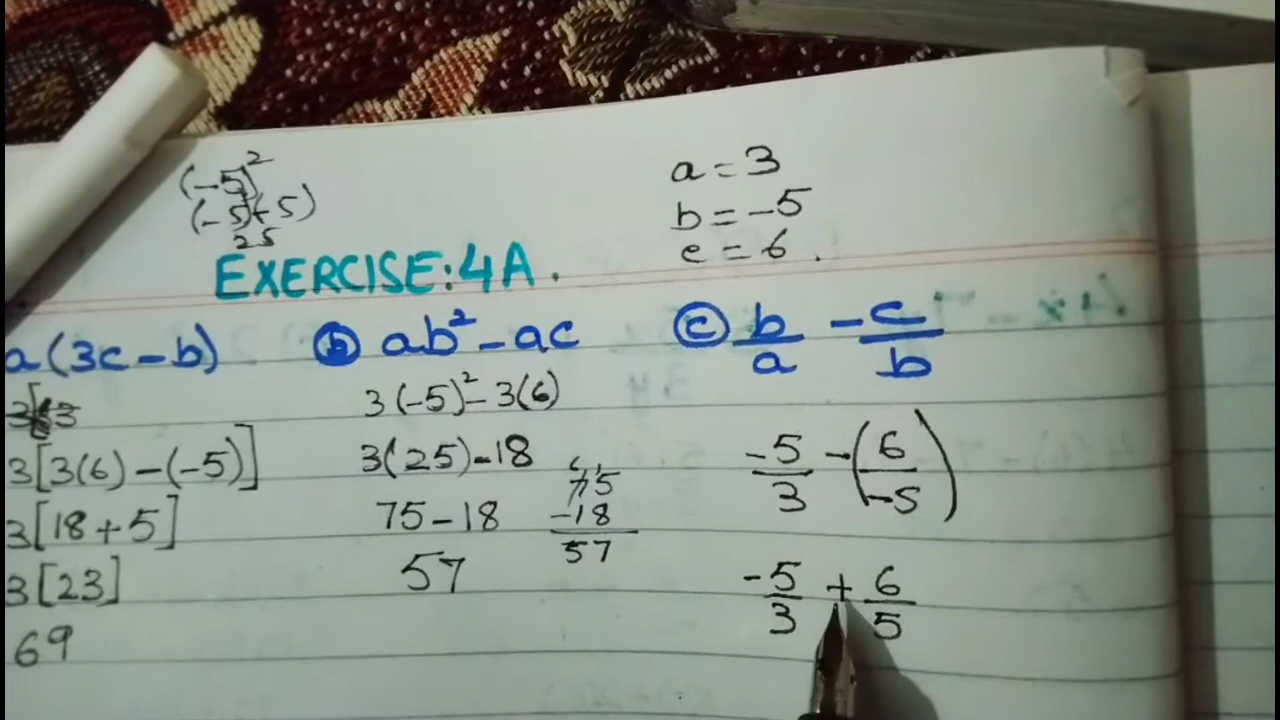 (-5)²
(-5)(-5)
25
a = 3
b = -5
c = 6 .
EXERCISE:4A.
a(3c-b)
3[3(6)-(-5)]
3[18+5]
3[23]
69
ⓑ ab²-ac
3(-5)²-3(6)
3(25)-18
75-18
57
75
-18
57
ⓒ b/a - c/b
-5/3 - (6/-5)
-5/3 + 6/5